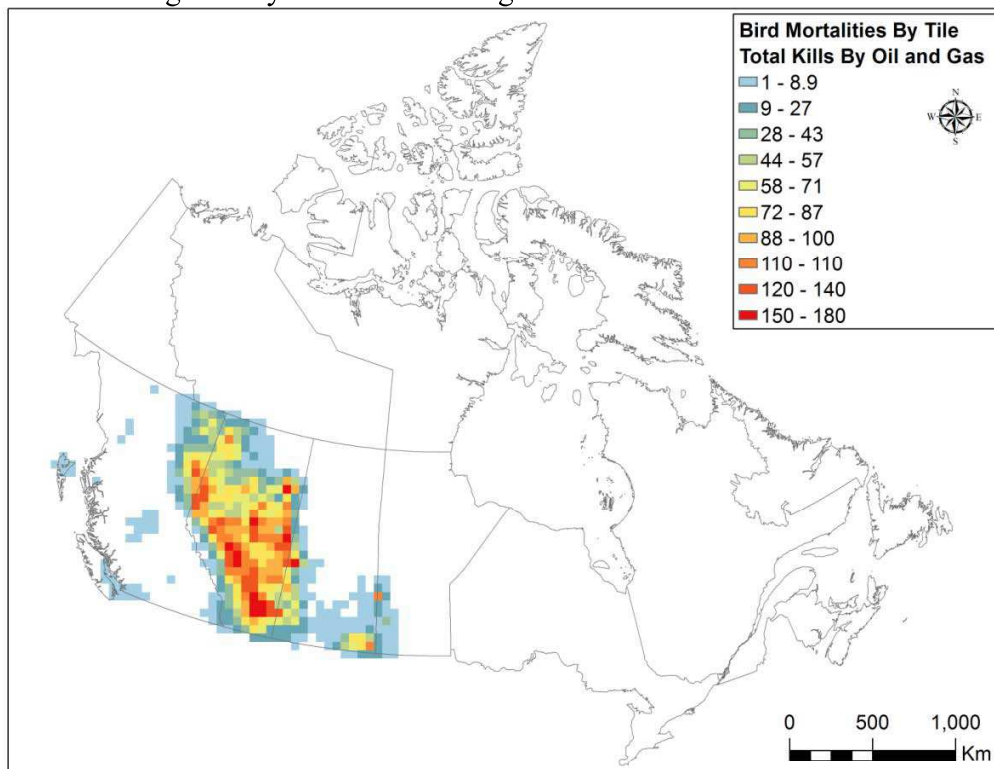 Bird Mortalities By Tile
Total Kills By Oil and Gas
1 - 8.9
9 - 27
28 - 43
44 - 57
58 - 71
72 - 87
88 - 100
110 - 110
120 - 140
150 - 180
N
W E
S
0 500 1,000
Km